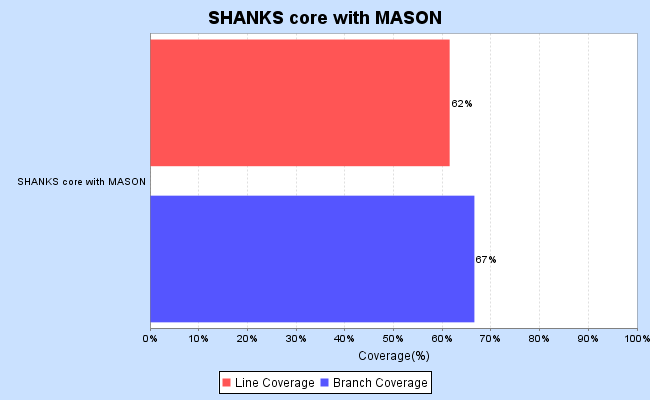 SHANKS core with MASON
62%
SHANKS core with MASON
67%
0% 10% 20% 30% 40% 50% 60% 70% 80% 90% 100%
Coverage(%)
Line Coverage Branch Coverage